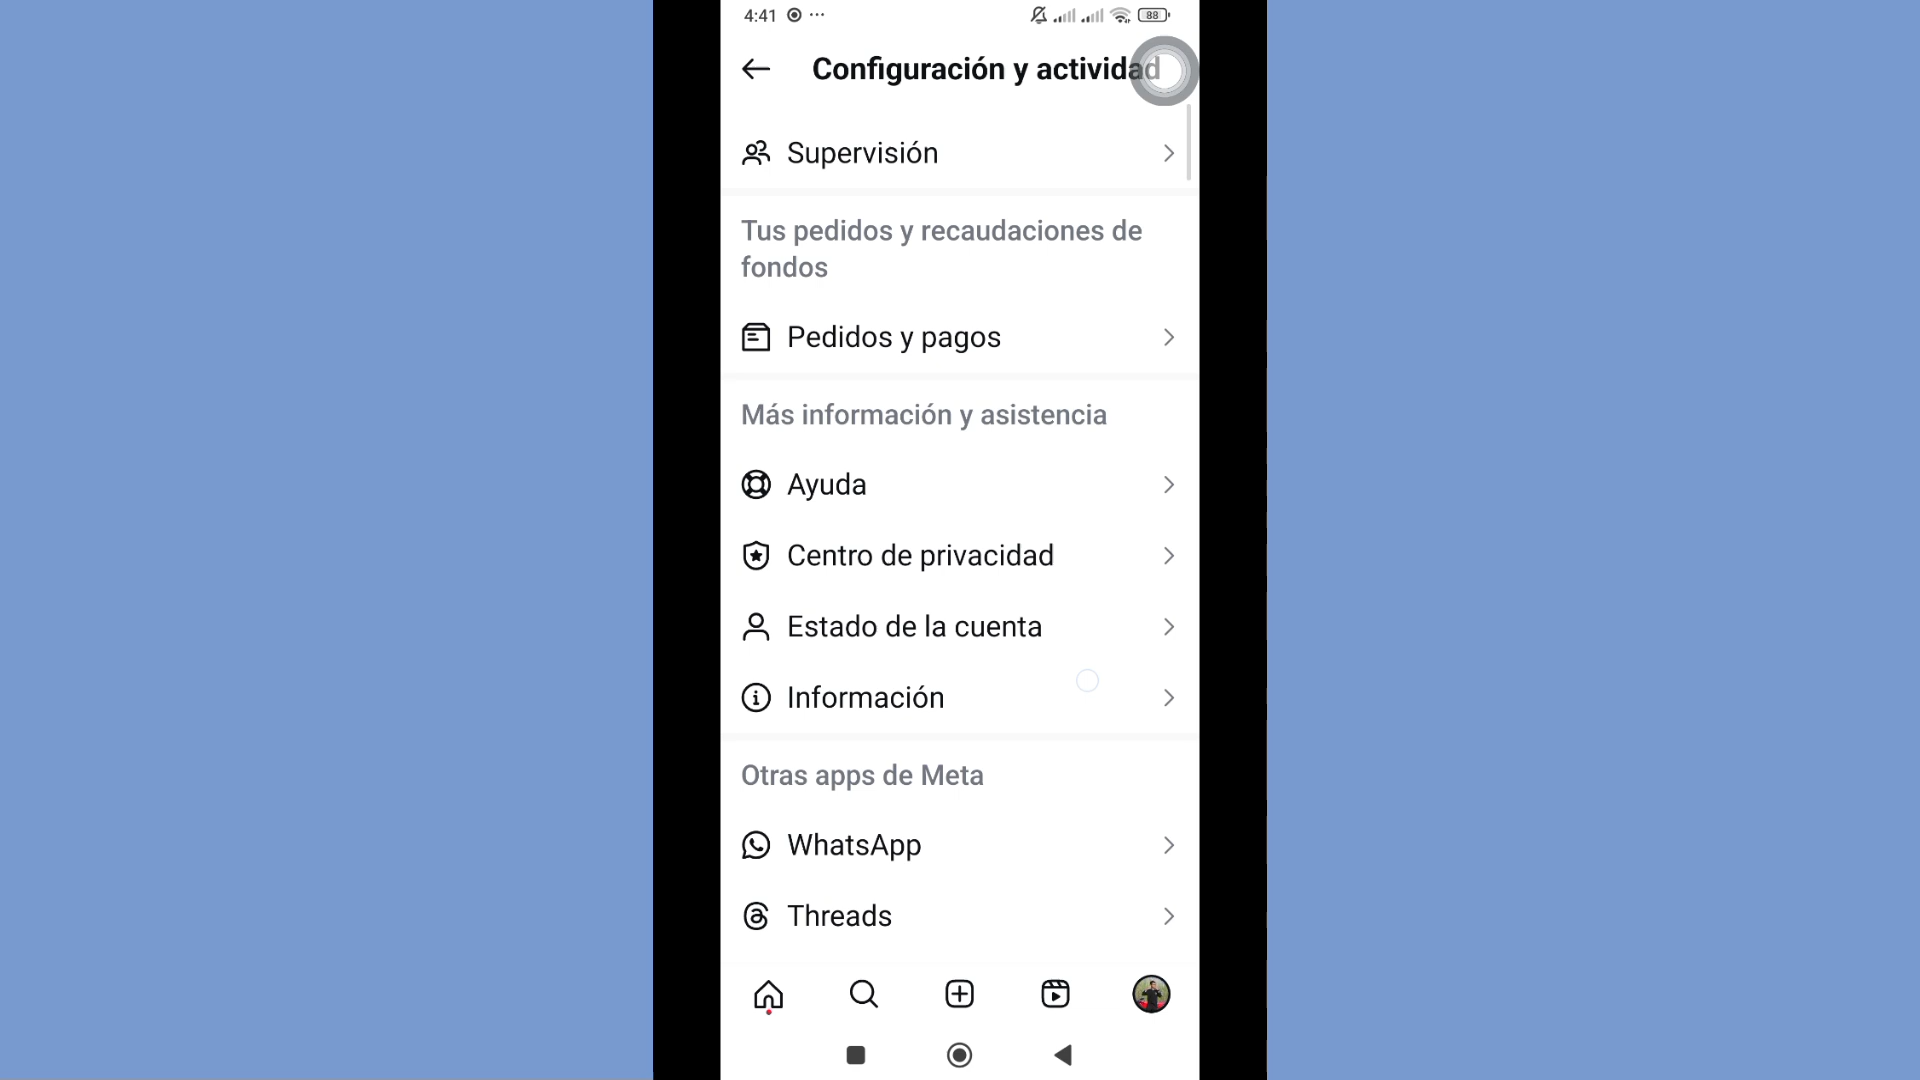 4:41
88
Configuración y actividad
Supervisión
Tus pedidos y recaudaciones de
fondos
Pedidos y pagos
Más información y asistencia
Ayuda
Centro de privacidad
Estado de la cuenta
Información
Otras apps de Meta
WhatsApp
Threads